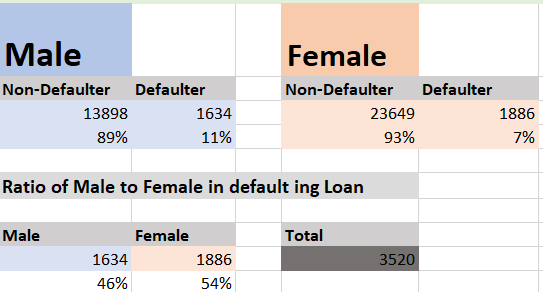 Male Female
Non-Defaulter Defaulter Non-Defaulter Defaulter
13898 1634 23649 1886
89% 11% 93% 7%
Ratio of Male to Female in default ing Loan
Male Female Total
1634 1886 3520
46% 54%